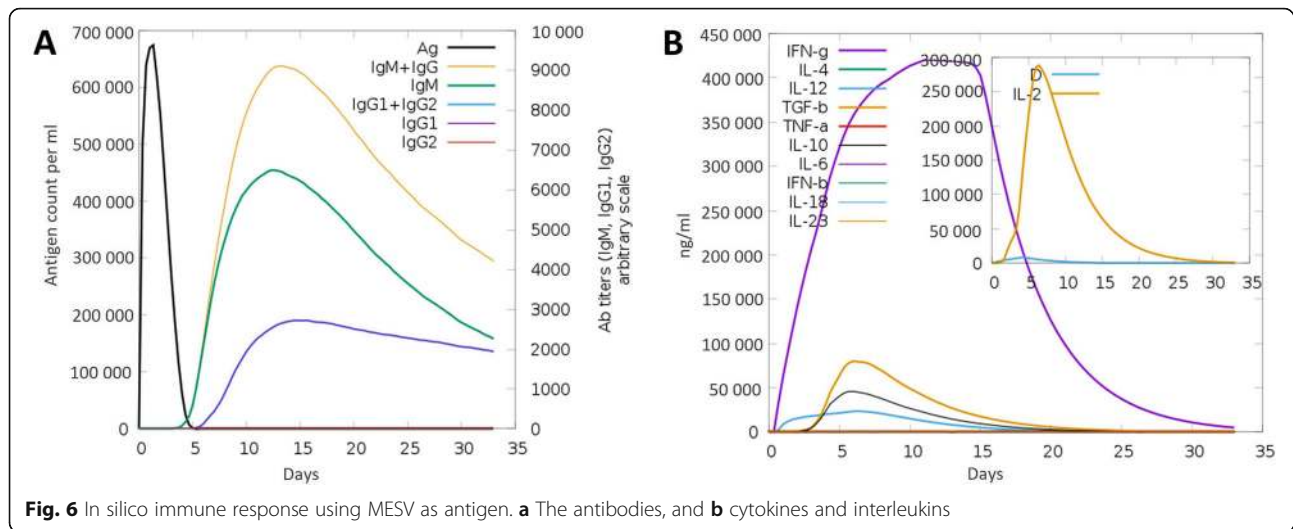 A
700 000
600 000
500 000
400 000
300 000
200 000
100 000
0
Antigen count per ml
Ag
IgM+IgG
IgM
IgG1+IgG2
IgG1
IgG2
10 000
9000
8000
7000
6000
5000
4000
3000
2000
1000
0
Ab titers (IgM, IgG1, IgG2)
arbitrary scale
0 5 10 15 20 25 30 35
Days
B
450 000
400 000
350 000
300 000
250 000
200 000
150 000
100 000
50 000
0
ng/ml
IFN-g
IL-4
IL-12
TGF-b
TNF-a
IL-10
IL-6
IFN-b
IL-18
IL-23
300 000
250 000
200 000
150 000
100 000
50 000
0
D
IL-2
0 5 10 15 20 25 30 35
0 5 10 15 20 25 30 35
Days
Fig. 6 In silico immune response using MESV as antigen. a The antibodies, and b cytokines and interleukins